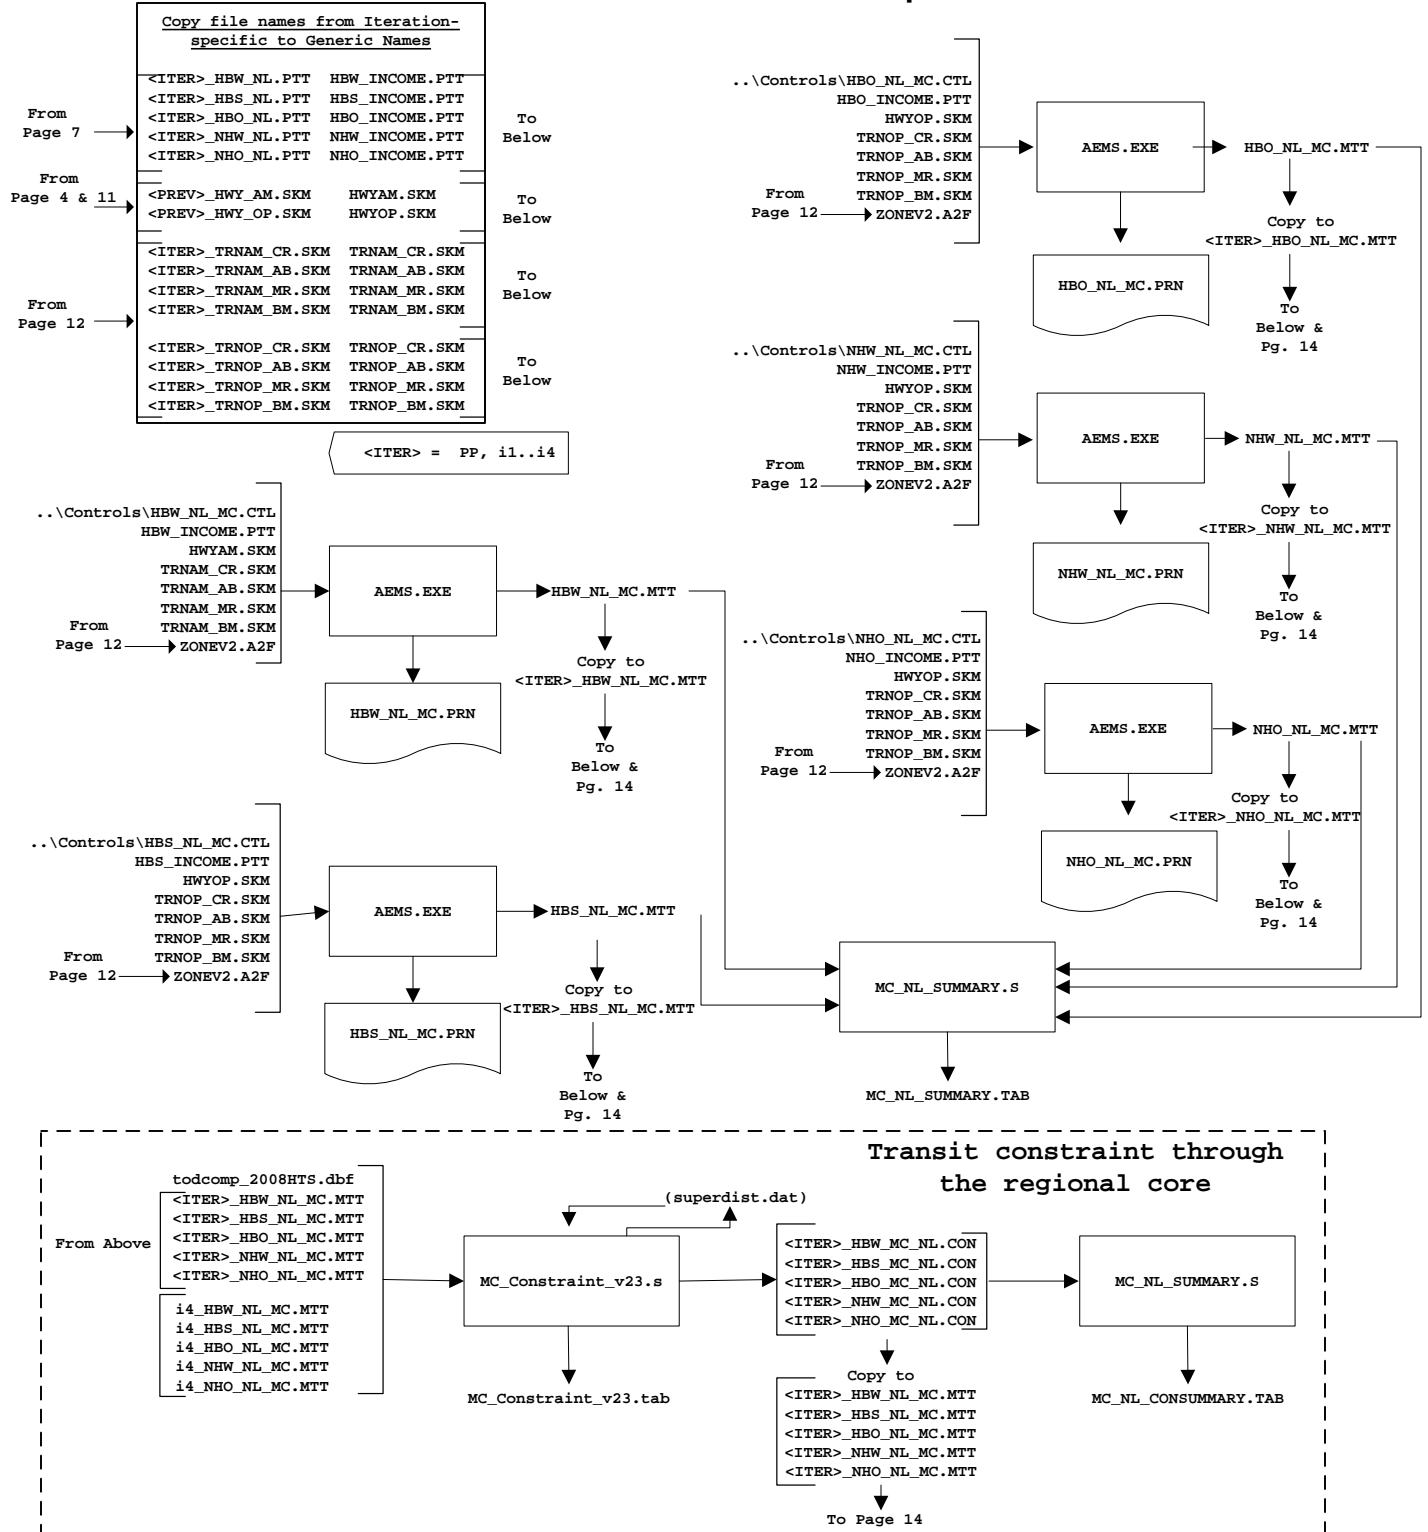 Copy file names from Iteration-
specific to Generic Names
<ITER>_HBW_NL.PTT HBW_INCOME.PTT
<ITER>_HBS_NL.PTT HBS_INCOME.PTT
<ITER>_HBO_NL.PTT HBO_INCOME.PTT
<ITER>_NHW_NL.PTT NHW_INCOME.PTT
<ITER>_NHO_NL.PTT NHO_INCOME.PTT
From
Page 7
To
Below
From
Page 4 & 11
<PREV>_HWY_AM.SKM HWYAM.SKM
<PREV>_HWY_OP.SKM HWYOP.SKM
To
Below
<ITER>_TRNAM_CR.SKM TRNAM_CR.SKM
<ITER>_TRNAM_AB.SKM TRNAM_AB.SKM
<ITER>_TRNAM_MR.SKM TRNAM_MR.SKM
<ITER>_TRNAM_BM.SKM TRNAM_BM.SKM
To
Below
From
Page 12
<ITER>_TRNOP_CR.SKM TRNOP_CR.SKM
<ITER>_TRNOP_AB.SKM TRNOP_AB.SKM
<ITER>_TRNOP_MR.SKM TRNOP_MR.SKM
<ITER>_TRNOP_BM.SKM TRNOP_BM.SKM
To
Below
<ITER> = PP, i1..i4
..\Controls\HBW_NL_MC.CTL
HBW_INCOME.PTT
HWYAM.SKM
TRNAM_CR.SKM
TRNAM_AB.SKM
TRNAM_MR.SKM
TRNAM_BM.SKM
From
Page 12
ZONEV2.A2F
AEMS.EXE
HBW_NL_MC.MTT
HBW_NL_MC.PRN
Copy to
<ITER>_HBW_NL_MC.MTT
To
Below &
Pg. 14
..\Controls\HBS_NL_MC.CTL
HBS_INCOME.PTT
HWYOP.SKM
TRNOP_CR.SKM
TRNOP_AB.SKM
TRNOP_MR.SKM
TRNOP_BM.SKM
From
Page 12
ZONEV2.A2F
AEMS.EXE
HBS_NL_MC.MTT
HBS_NL_MC.PRN
Copy to
<ITER>_HBS_NL_MC.MTT
To
Below &
Pg. 14
..\Controls\HBO_NL_MC.CTL
HBO_INCOME.PTT
HWYOP.SKM
TRNOP_CR.SKM
TRNOP_AB.SKM
TRNOP_MR.SKM
TRNOP_BM.SKM
From
Page 12
ZONEV2.A2F
AEMS.EXE
HBO_NL_MC.MTT
HBO_NL_MC.PRN
Copy to
<ITER>_HBO_NL_MC.MTT
To
Below &
Pg. 14
..\Controls\NHW_NL_MC.CTL
NHW_INCOME.PTT
HWYOP.SKM
TRNOP_CR.SKM
TRNOP_AB.SKM
TRNOP_MR.SKM
TRNOP_BM.SKM
From
Page 12
ZONEV2.A2F
AEMS.EXE
NHW_NL_MC.MTT
NHW_NL_MC.PRN
Copy to
<ITER>_NHW_NL_MC.MTT
To
Below &
Pg. 14
..\Controls\NHO_NL_MC.CTL
NHO_INCOME.PTT
HWYOP.SKM
TRNOP_CR.SKM
TRNOP_AB.SKM
TRNOP_MR.SKM
TRNOP_BM.SKM
From
Page 12
ZONEV2.A2F
AEMS.EXE
NHO_NL_MC.MTT
NHO_NL_MC.PRN
Copy to
<ITER>_NHO_NL_MC.MTT
To
Below &
Pg. 14
MC_NL_SUMMARY.S
MC_NL_SUMMARY.TAB
Transit constraint through
the regional core
todcomp_2008HTS.dbf
From Above
<ITER>_HBW_NL_MC.MTT
<ITER>_HBS_NL_MC.MTT
<ITER>_HBO_NL_MC.MTT
<ITER>_NHW_NL_MC.MTT
<ITER>_NHO_NL_MC.MTT
i4_HBW_NL_MC.MTT
i4_HBS_NL_MC.MTT
i4_HBO_NL_MC.MTT
i4_NHW_NL_MC.MTT
i4_NHO_NL_MC.MTT
(superdist.dat)
MC_Constraint_v23.s
MC_Constraint_v23.tab
<ITER>_HBW_MC_NL.CON
<ITER>_HBS_MC_NL.CON
<ITER>_HBO_MC_NL.CON
<ITER>_NHW_MC_NL.CON
<ITER>_NHO_MC_NL.CON
MC_NL_SUMMARY.S
MC_NL_CONSUMMARY.TAB
Copy to
<ITER>_HBW_NL_MC.MTT
<ITER>_HBS_NL_MC.MTT
<ITER>_HBO_NL_MC.MTT
<ITER>_NHW_NL_MC.MTT
<ITER>_NHO_NL_MC.MTT
To Page 14